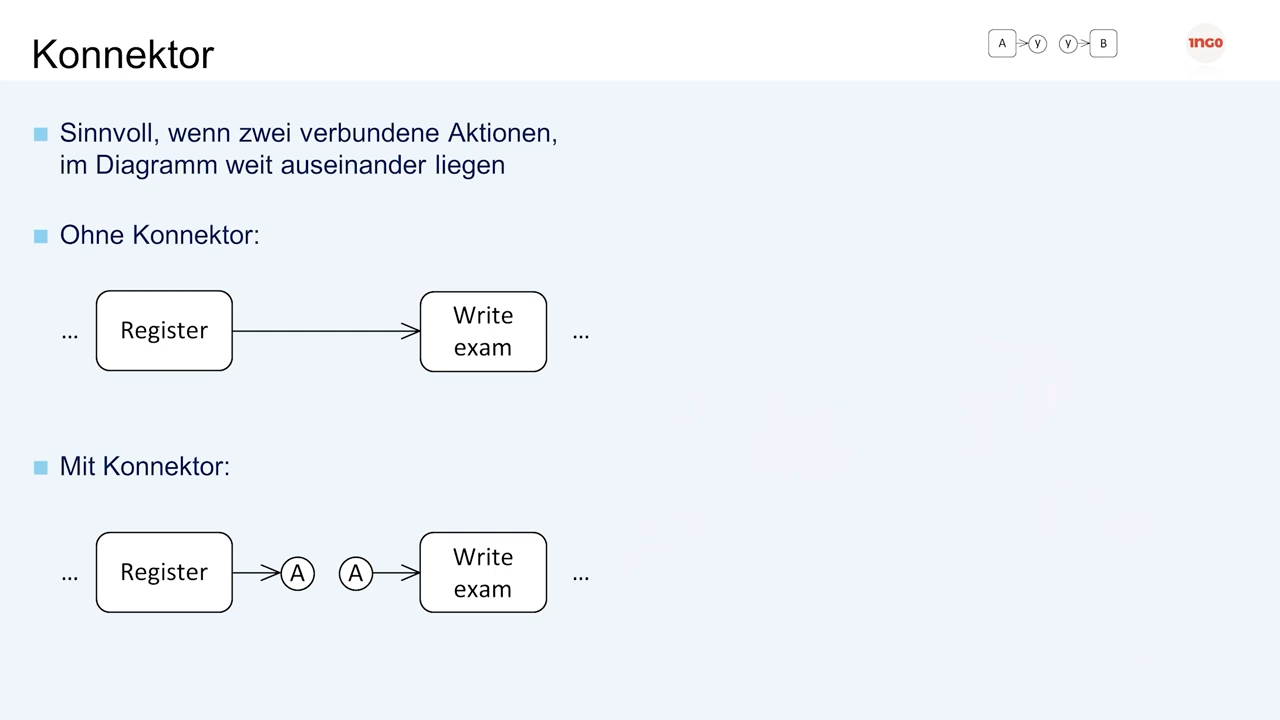 Konnektor
A y y B
1NG0
Sinnvoll, wenn zwei verbundene Aktionen,
im Diagramm weit auseinander liegen
Ohne Konnektor:
... Register Write exam ...
Mit Konnektor:
... Register A A Write exam ...